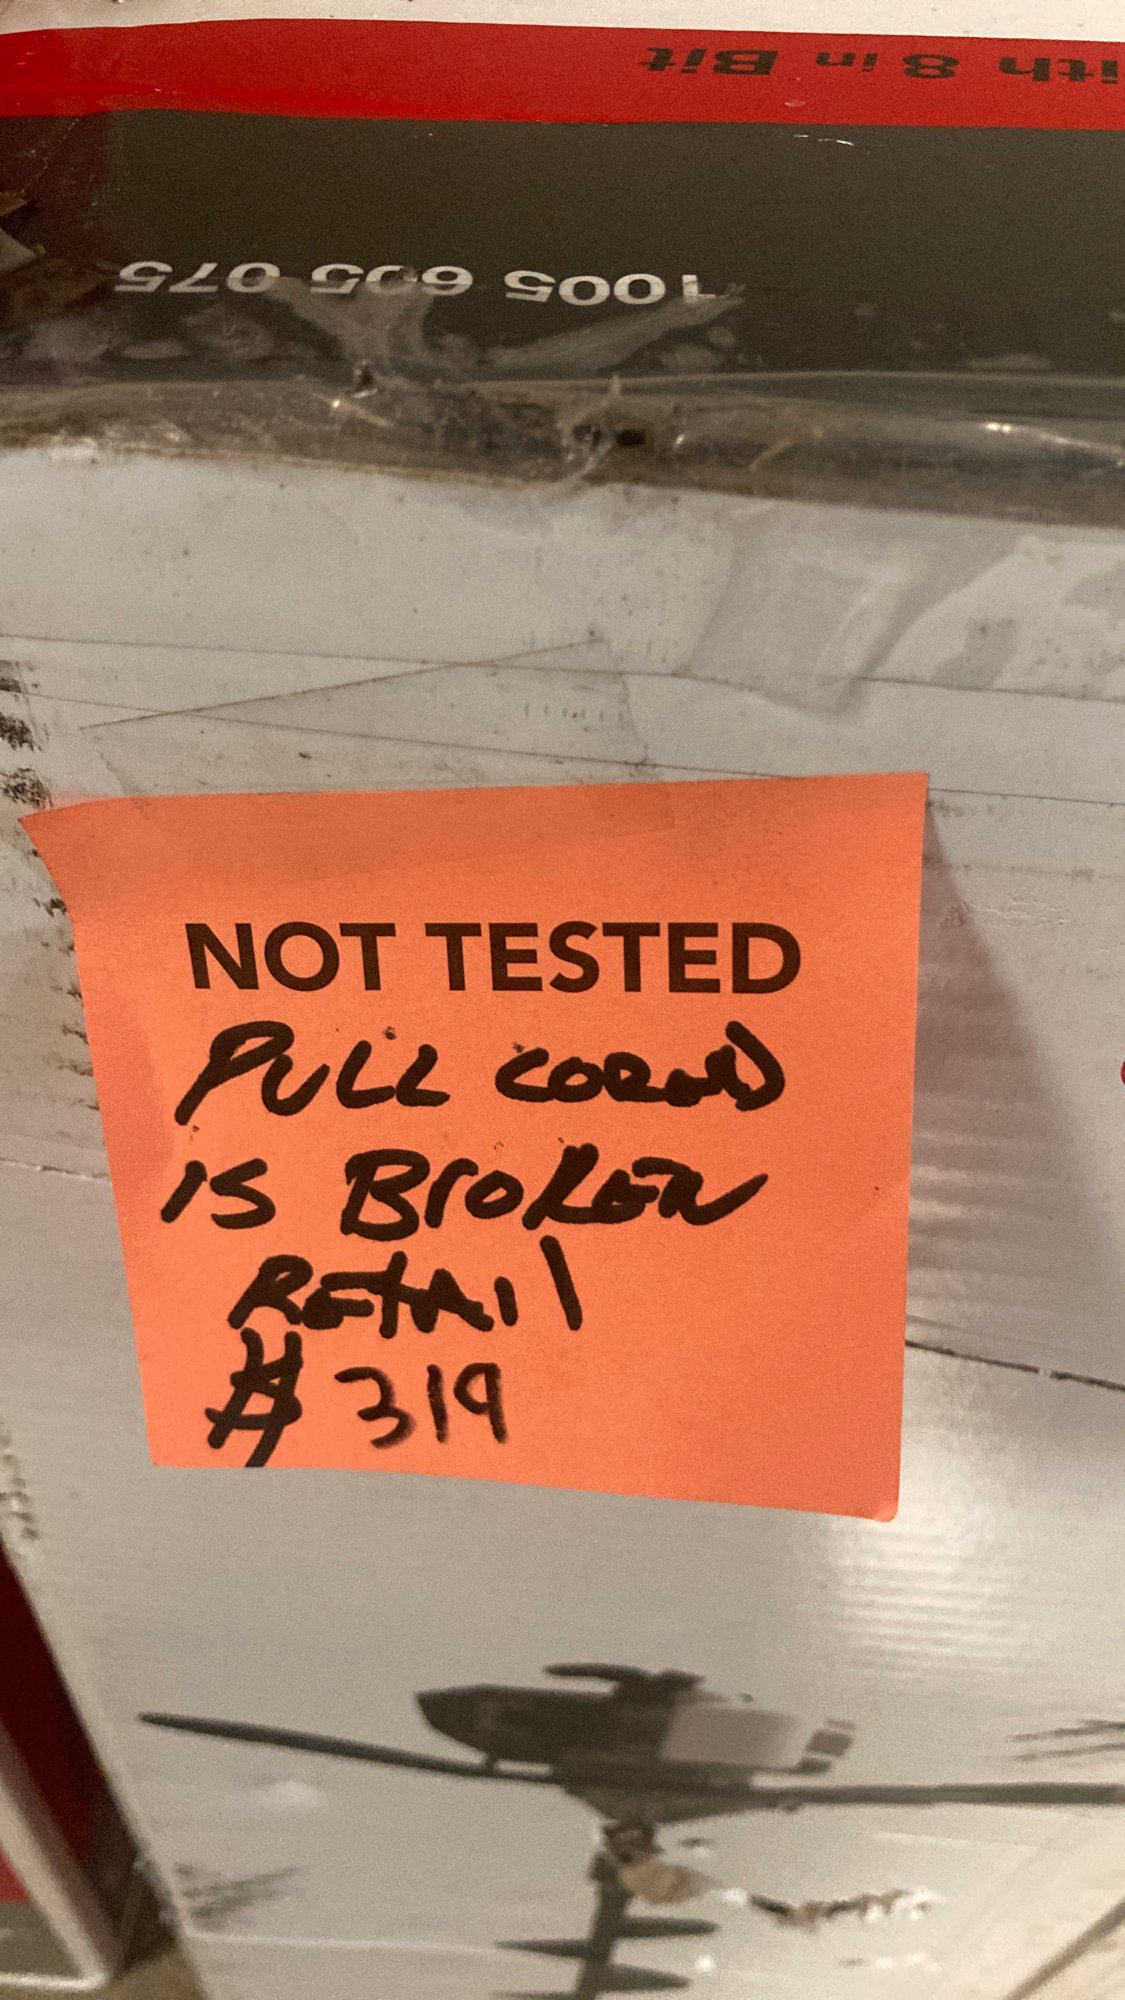 ith 8 in Bit
1005 605 075
NOT TESTED
PULL CORD
IS BROKEN
RETAIL
# 319